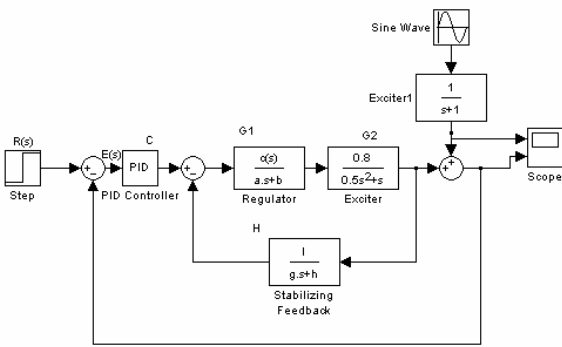 Sine Wave
1
s+1
Exciter1
R(s)
E(s)
C
G1
G2
+
−
PID
+
−
α(s)
a.s+b
0.8
0.5s²+s
+
+
Step
PID Controller
Regulator
Exciter
Scope
H
l
g.s+h
Stabilizing
Feedback